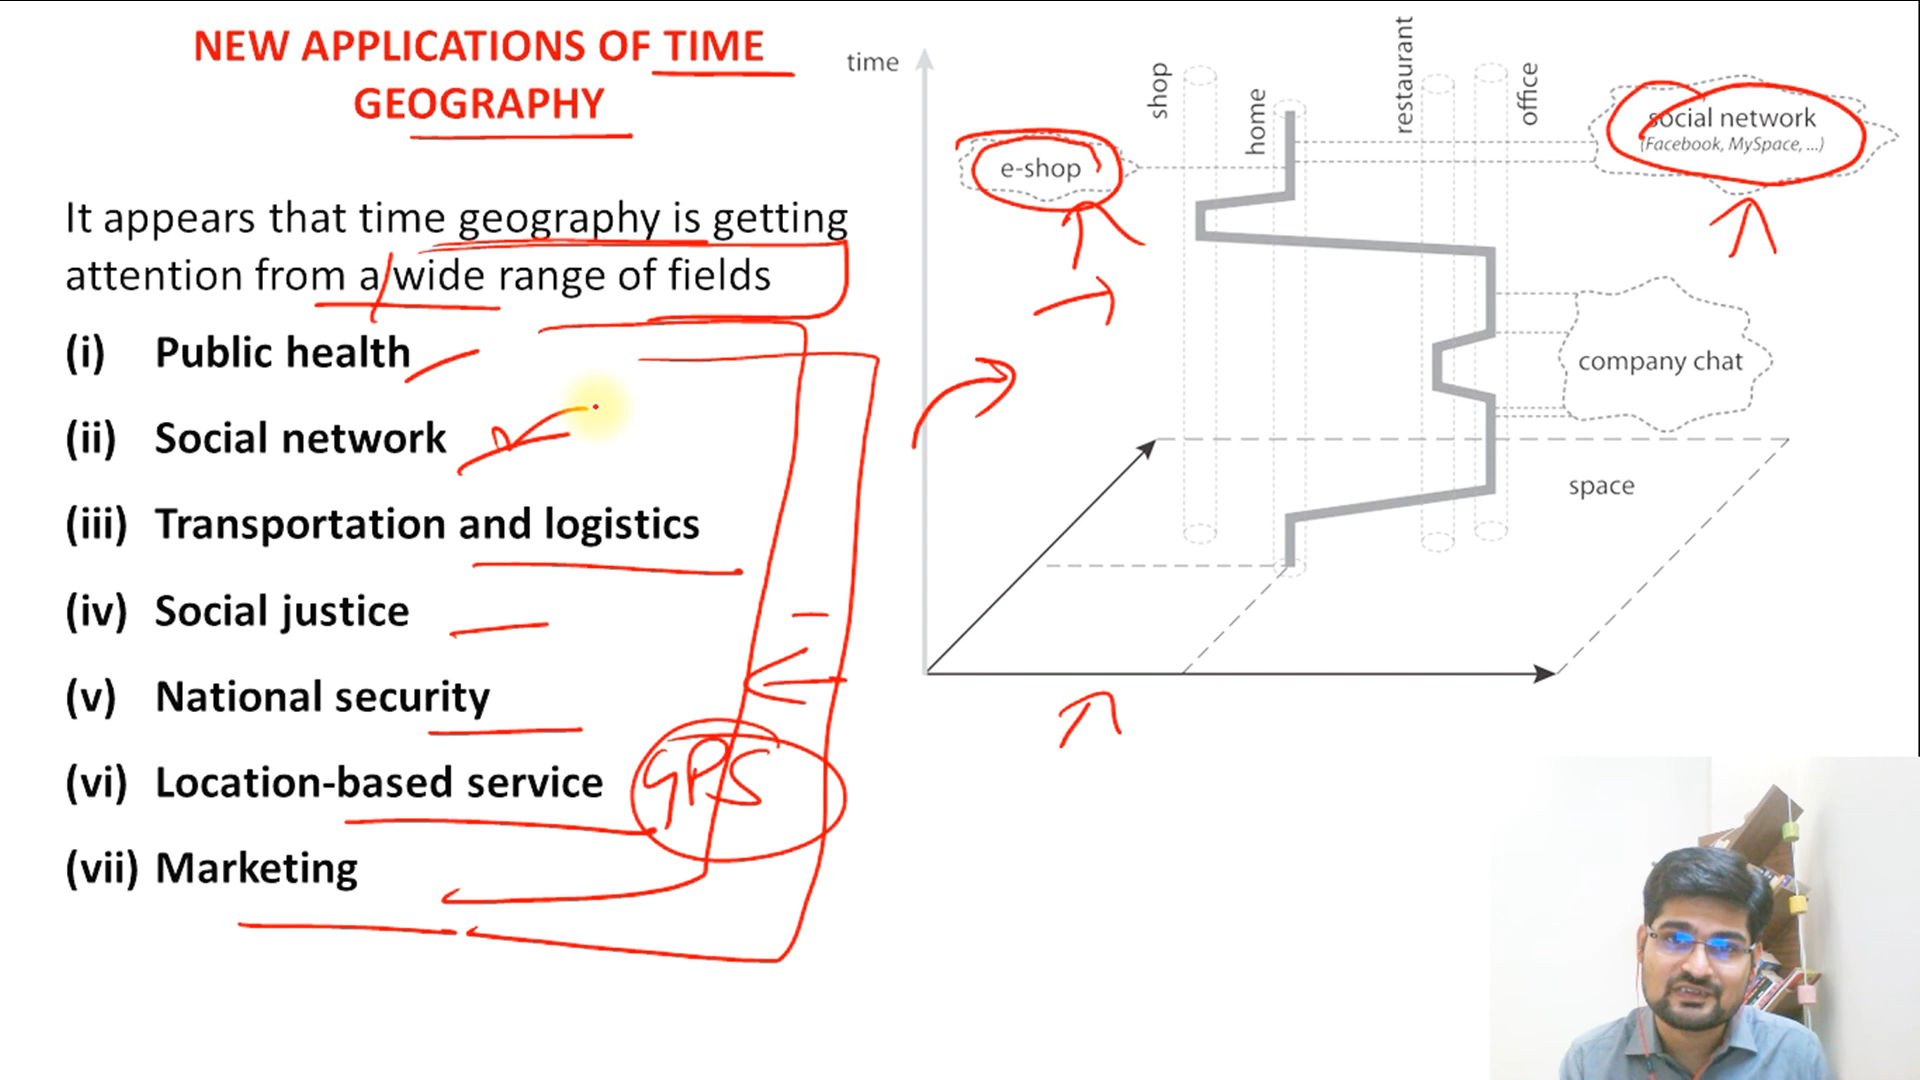 NEW APPLICATIONS OF TIME
GEOGRAPHY
It appears that time geography is getting
attention from a wide range of fields
(i) Public health
(ii) Social network
(iii) Transportation and logistics
(iv) Social justice
(v) National security
(vi) Location-based service
GPS
(vii) Marketing
time
shop
home
restaurant
office
e-shop
social network
(Facebook, MySpace, ...)
company chat
space